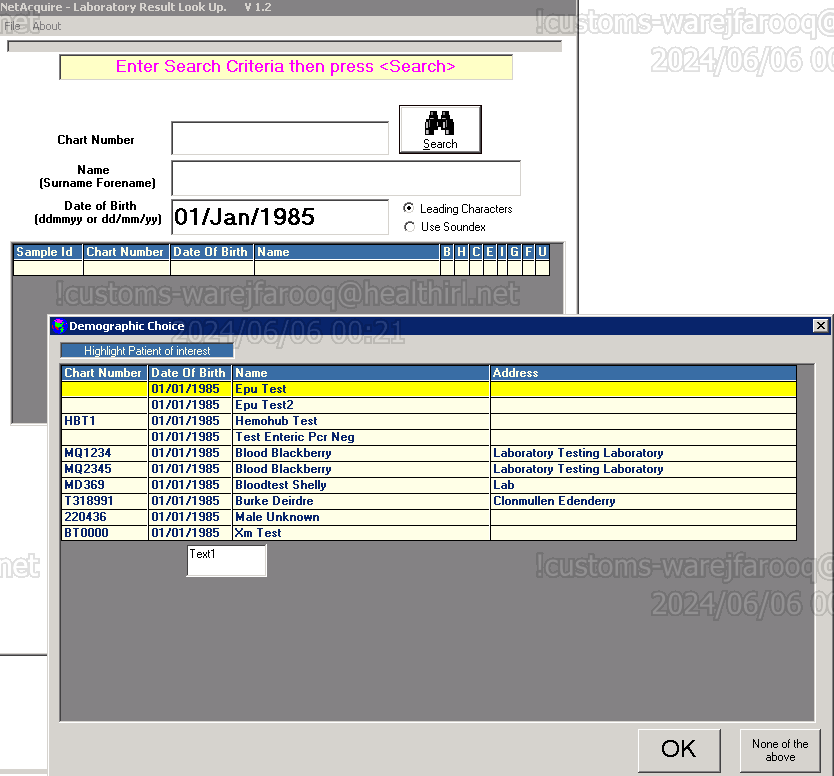 NetAcquire - Laboratory Result Look Up. V 1.2
File About
Enter Search Criteria then press <Search>
Chart Number
Search
Name
(Surname Forename)
Date of Birth
(ddmmyy or dd/mm/yy)
01/Jan/1985
Leading Characters
Use Soundex
Sample Id Chart Number Date Of Birth Name B H C E I G F U
Demographic Choice
Highlight Patient of interest
Chart Number Date Of Birth Name Address
01/01/1985 Epu Test
01/01/1985 Epu Test2
HBT1 01/01/1985 Hemohub Test
01/01/1985 Test Enteric Pcr Neg
MQ1234 01/01/1985 Blood Blackberry Laboratory Testing Laboratory
MQ2345 01/01/1985 Blood Blackberry Laboratory Testing Laboratory
MD369 01/01/1985 Bloodtest Shelly Lab
T318991 01/01/1985 Burke Deirdre Clonmullen Edenderry
220436 01/01/1985 Male Unknown
BT0000 01/01/1985 Xm Test
Text1
OK
None of the
above
!customs-warejfarooq@
2024/06/06 00
!customs-warejfarooq@healthirl.net
2024/06/06 00:21
net
!customs-warejfarooq@
2024/06/06 00